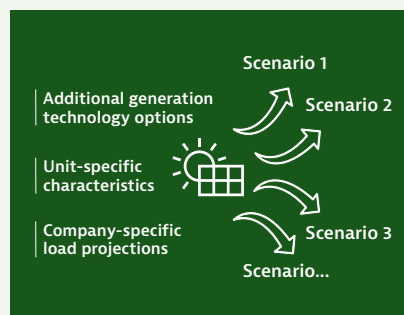 Scenario 1
Additional generation
technology options
Scenario 2
Unit-specific
characteristics
Company-specific
load projections
Scenario 3
Scenario...